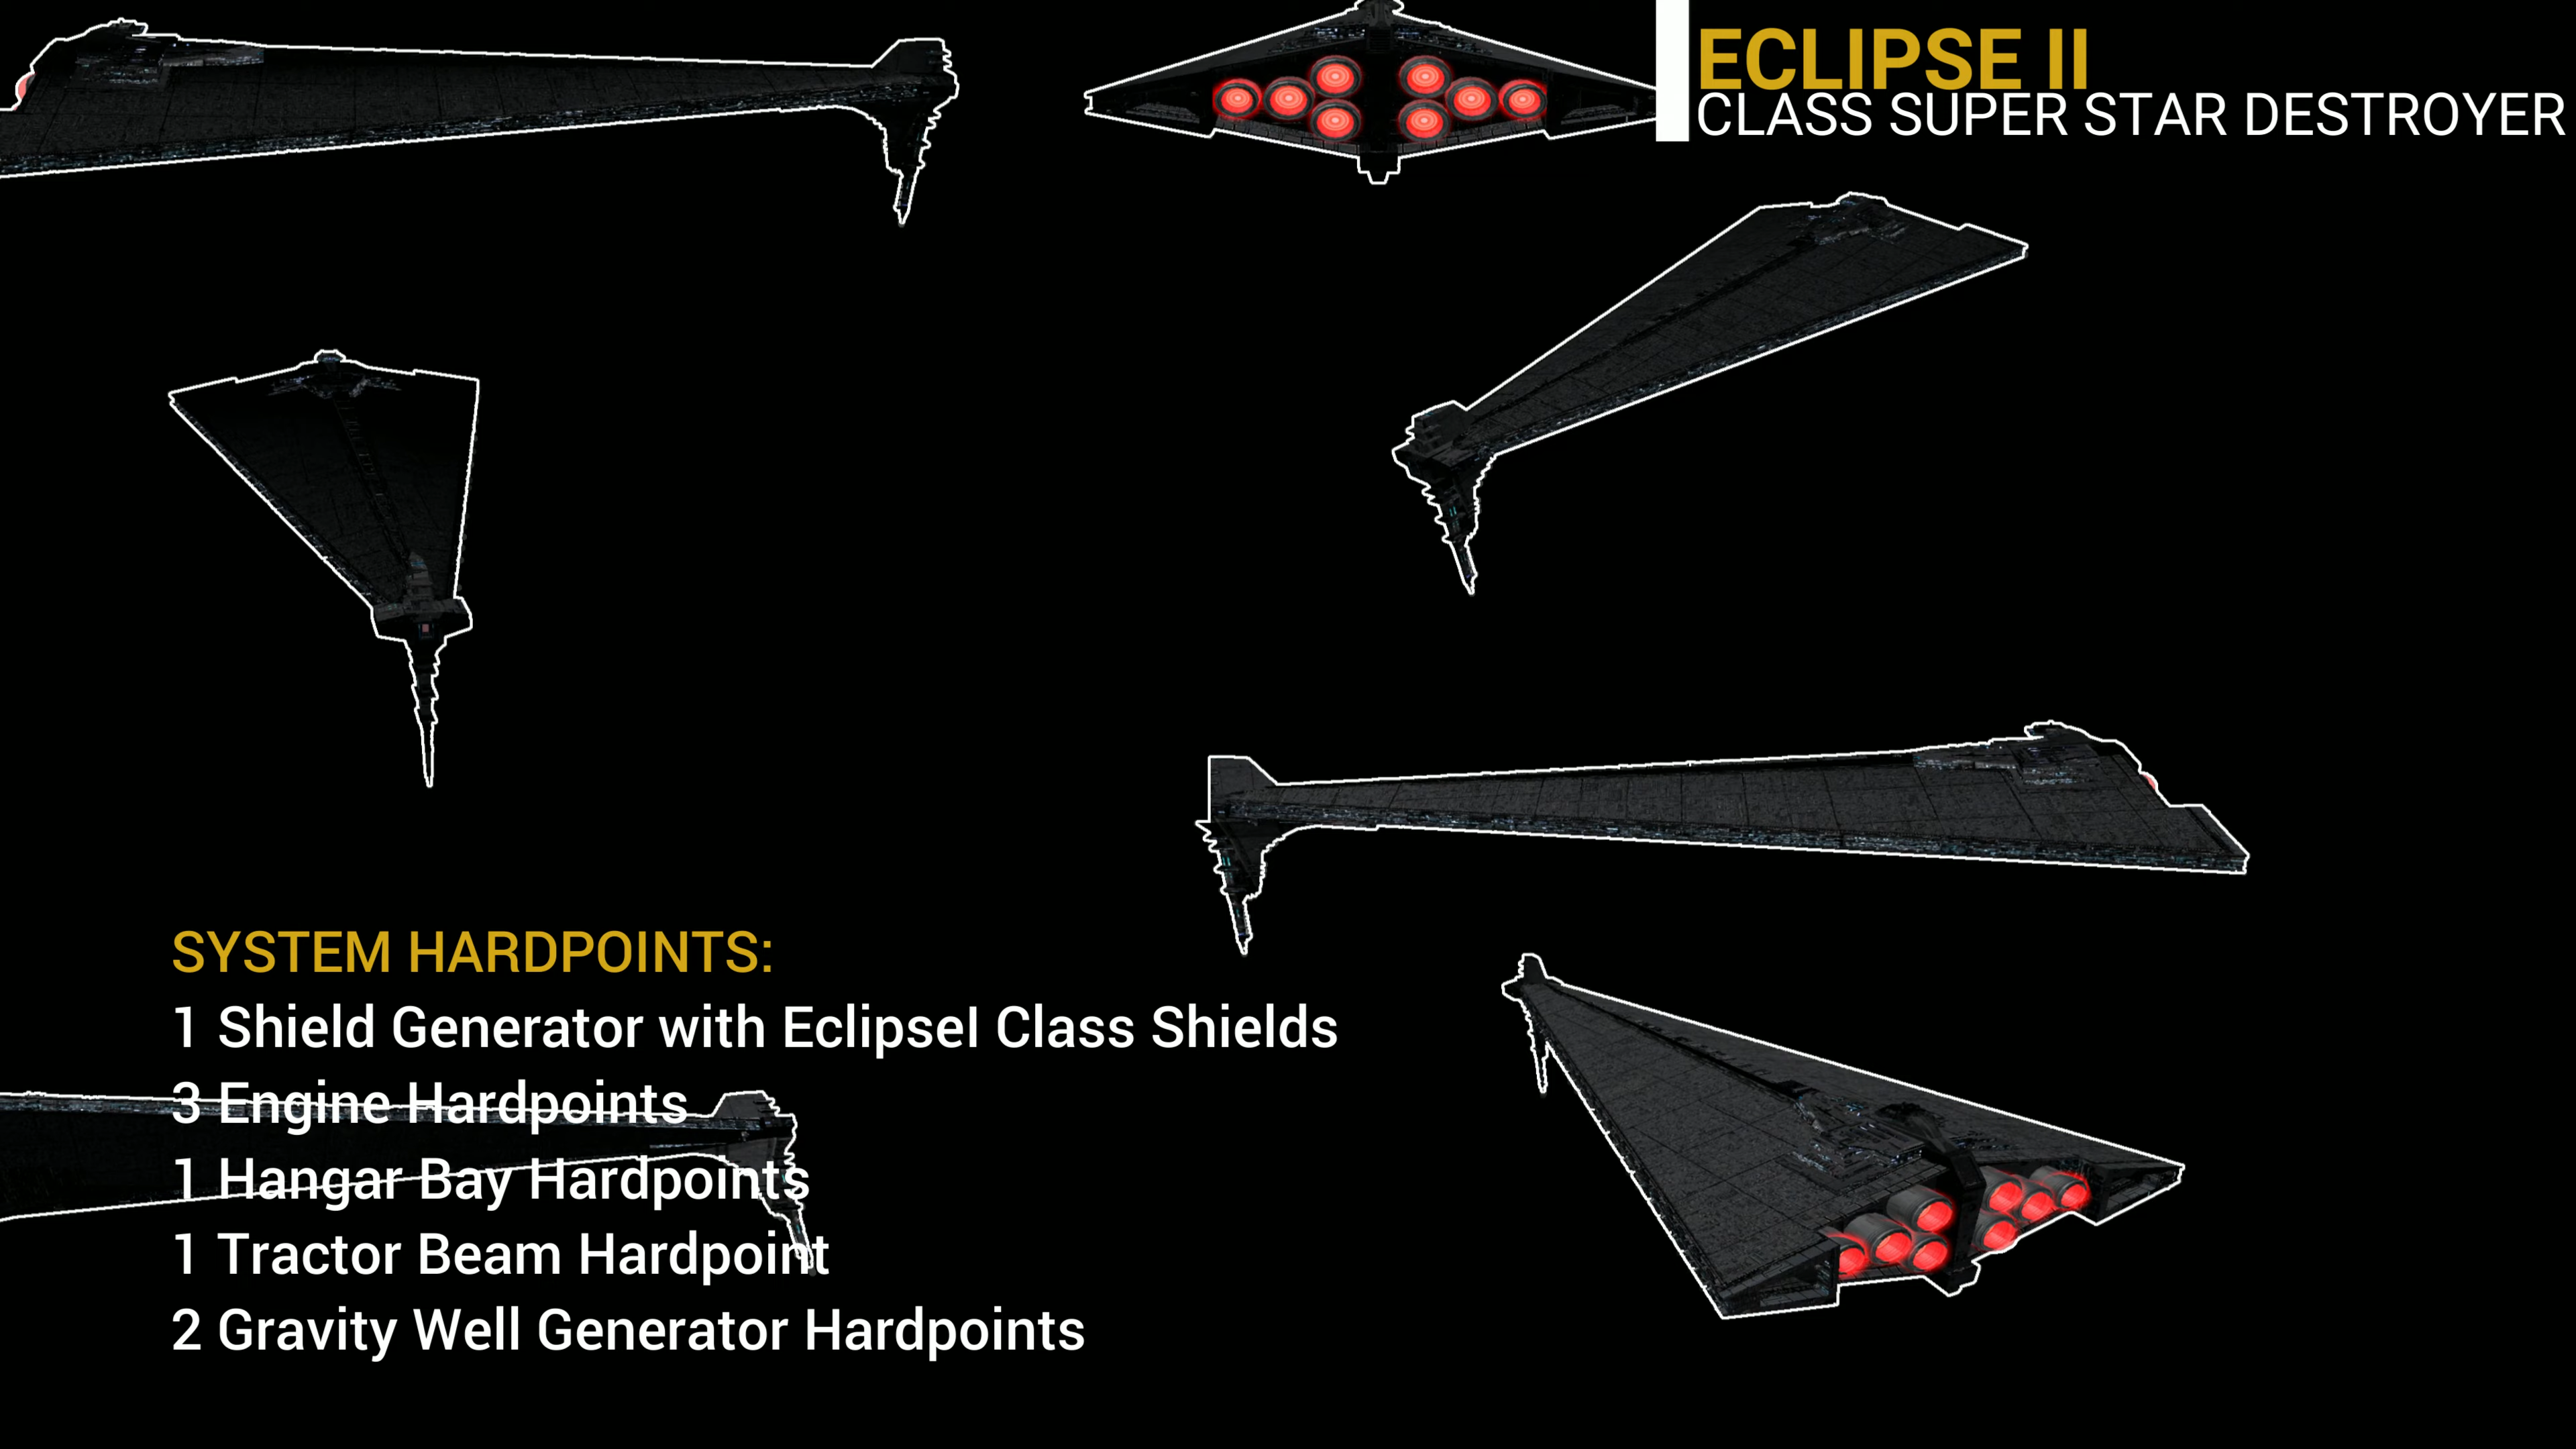 ECLIPSE II
CLASS SUPER STAR DESTROYER
SYSTEM HARDPOINTS:
1 Shield Generator with EclipseI Class Shields
3 Engine Hardpoints
1 Hangar Bay Hardpoints
1 Tractor Beam Hardpoint
2 Gravity Well Generator Hardpoints